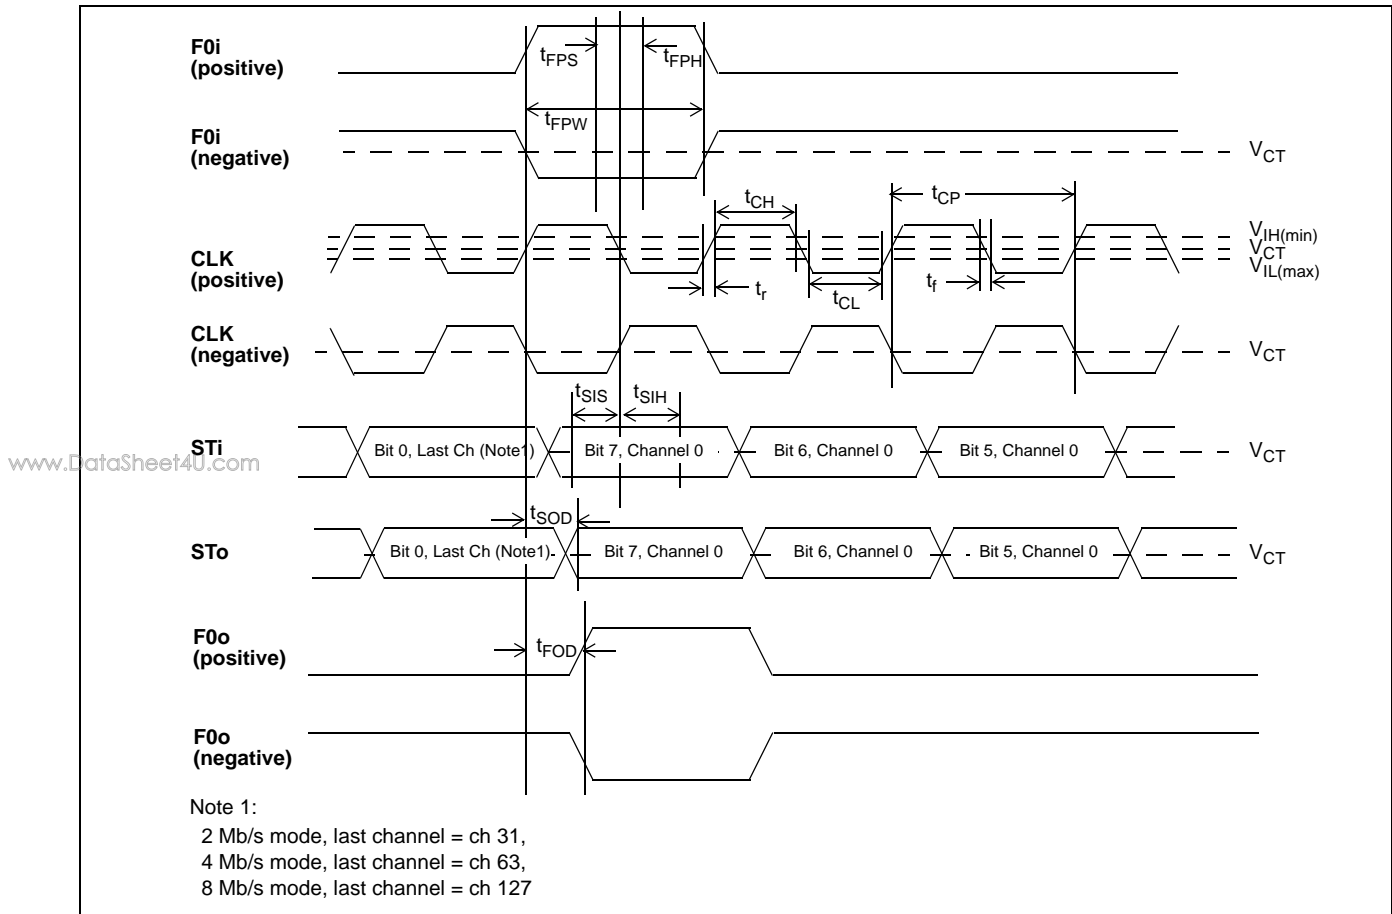 F0i
(positive)
tFPS
tFPH
tFPW
F0i
(negative)
VCT
tCH
tCP
CLK
(positive)
VIH(min)
VCT
VIL(max)
tr
tCL
tf
CLK
(negative)
VCT
tSIS
tSIH
STi
Bit 0, Last Ch (Note1)
Bit 7, Channel 0
Bit 6, Channel 0
Bit 5, Channel 0
VCT
www.DataSheet4U.com
tSOD
STo
Bit 0, Last Ch (Note1)
Bit 7, Channel 0
Bit 6, Channel 0
Bit 5, Channel 0
VCT
F0o
(positive)
tFOD
F0o
(negative)
Note 1:
2 Mb/s mode, last channel = ch 31,
4 Mb/s mode, last channel = ch 63,
8 Mb/s mode, last channel = ch 127